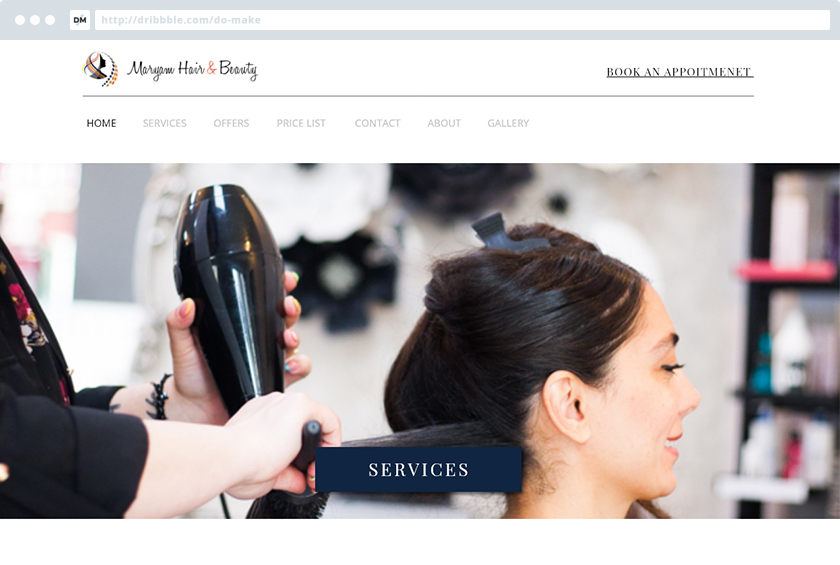 DM http://dribbble.com/do-make
Maryam Hair & Beauty
BOOK AN APPOITMENET
HOME SERVICES OFFERS PRICE LIST CONTACT ABOUT GALLERY
SERVICES